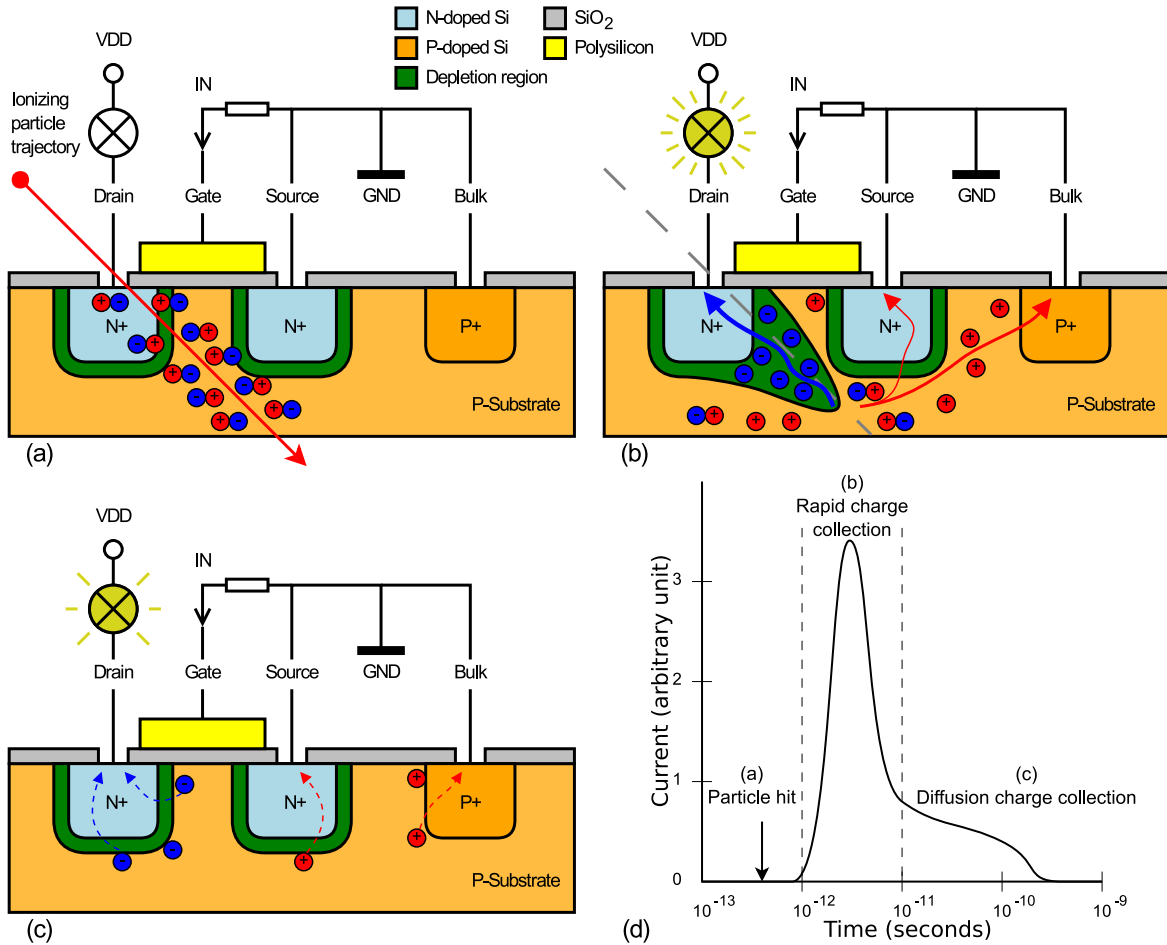 N-doped Si
P-doped Si
Depletion region
SiO2
Polysilicon
VDD
Ionizing
particle
trajectory
IN
Drain
Gate
Source
GND
Bulk
+ - + - N+ - + + - N+ P+
- + + - - + + -
- + + -
P-Substrate
(a)
VDD
IN
Drain
Gate
Source
GND
Bulk
N+ - - - - - - - N+ + + + P+
- + + + - + + - + +
P-Substrate
(b)
VDD
IN
Drain
Gate
Source
GND
Bulk
N+ - N+ + P+
- - + +
P-Substrate
(c)
(b)
Rapid charge
collection
(a)
Particle hit
(c)
Diffusion charge collection
Current (arbitrary unit)
3
2
1
0
10-13 10-12 10-11 10-10 10-9
Time (seconds)
(d)